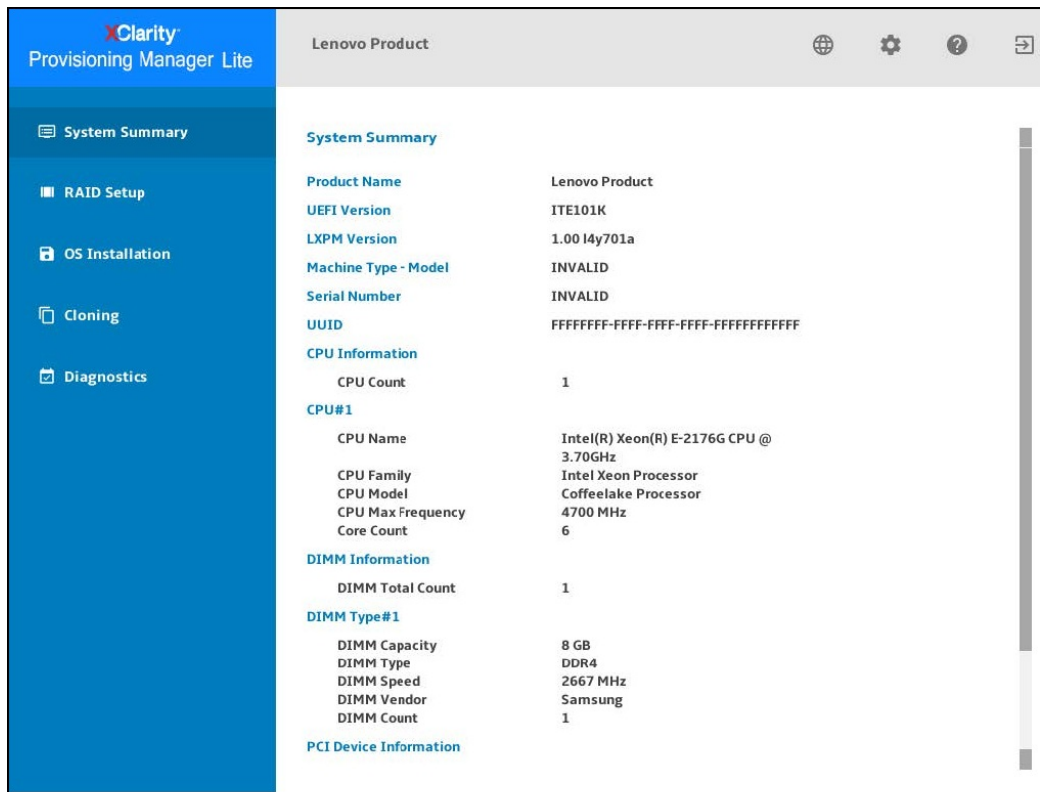 XClarity
Provisioning Manager Lite
Lenovo Product
System Summary
RAID Setup
OS Installation
Cloning
Diagnostics
System Summary
Product Name Lenovo Product
UEFI Version ITE101K
LXPM Version 1.00 l4y701a
Machine Type - Model INVALID
Serial Number INVALID
UUID FFFFFFFF-FFFF-FFFF-FFFF-FFFFFFFFFFFF
CPU Information
CPU Count 1
CPU#1
CPU Name Intel(R) Xeon(R) E-2176G CPU @
3.70GHz
CPU Family Intel Xeon Processor
CPU Model Coffeelake Processor
CPU Max Frequency 4700 MHz
Core Count 6
DIMM Information
DIMM Total Count 1
DIMM Type#1
DIMM Capacity 8 GB
DIMM Type DDR4
DIMM Speed 2667 MHz
DIMM Vendor Samsung
DIMM Count 1
PCI Device Information